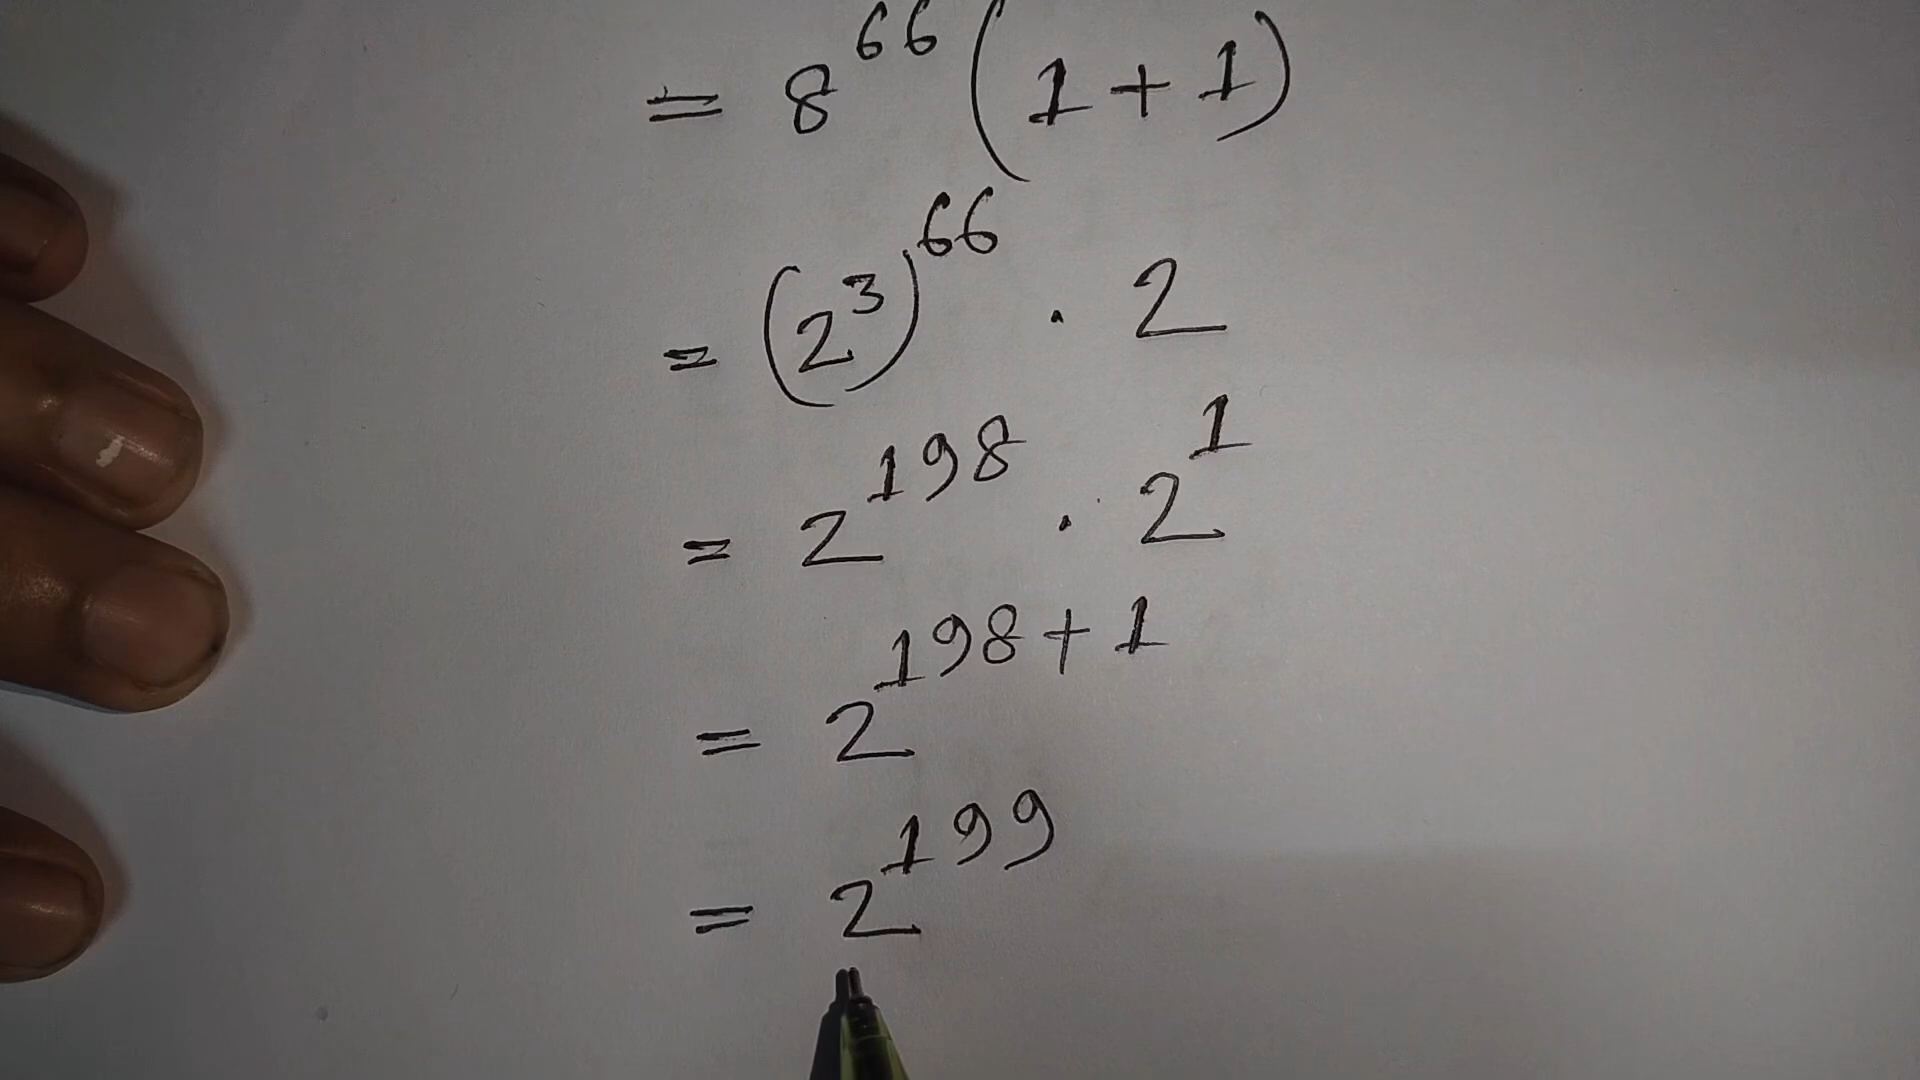 = 8^66 (1 + 1)
= (2^3)^66 . 2
= 2^198 . 2^1
= 2^198+1
= 2^199